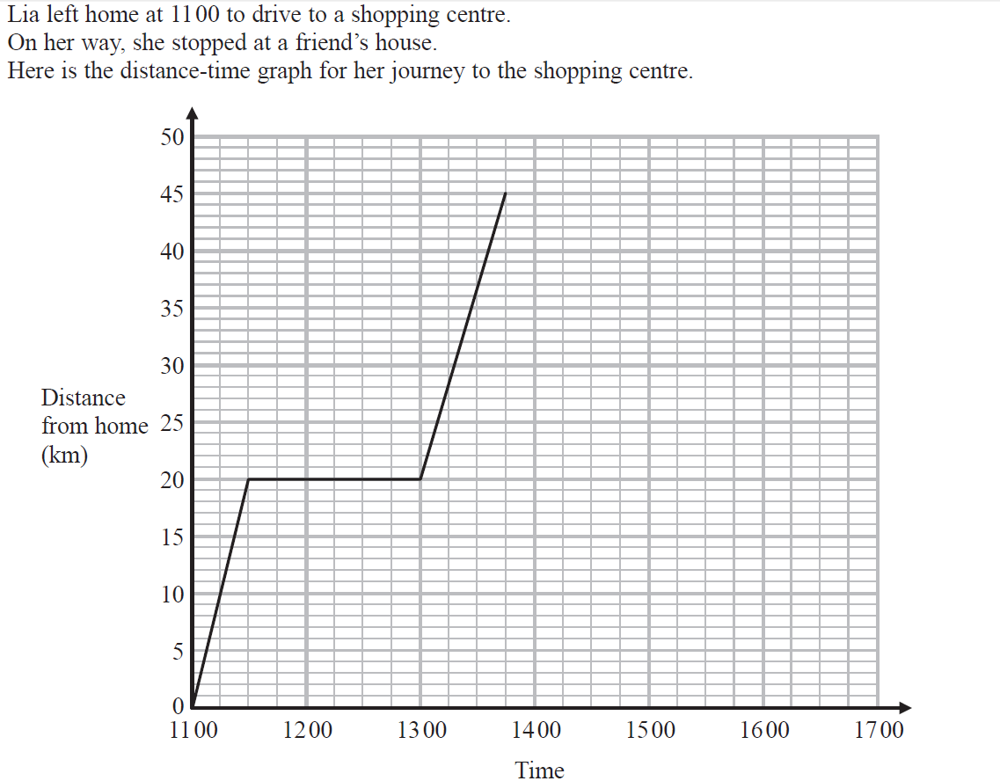 Lia left home at 1100 to drive to a shopping centre.
On her way, she stopped at a friend’s house.
Here is the distance-time graph for her journey to the shopping centre.
50
45
40
35
30
Distance
from home
(km)
25
20
15
10
5
0
1100 1200 1300 1400 1500 1600 1700
Time